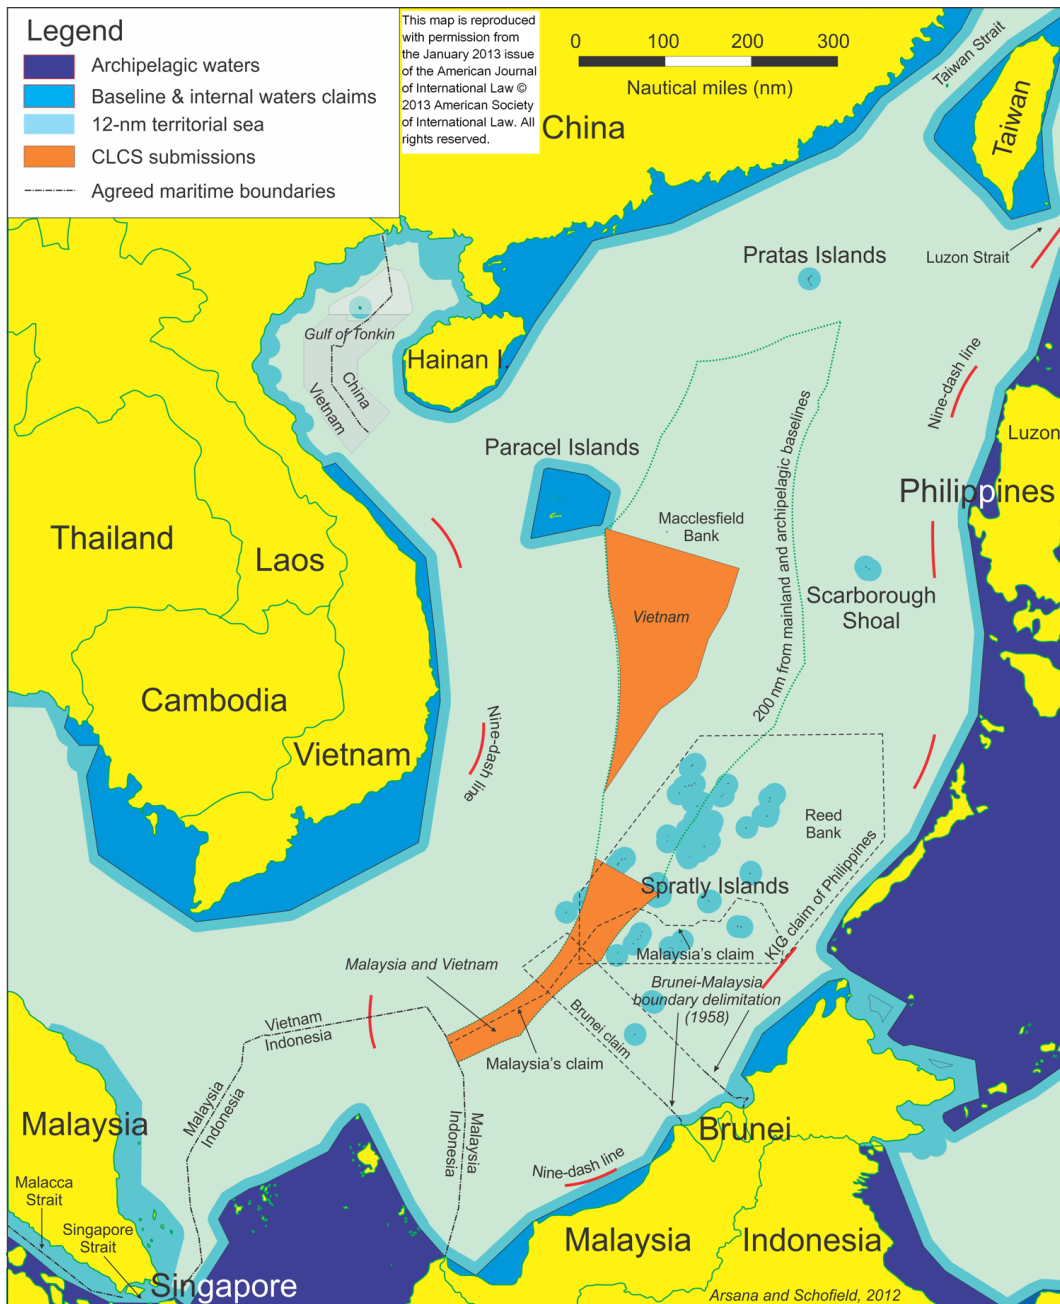 Legend
Archipelagic waters
Baseline & internal waters claims
12-nm territorial sea
CLCS submissions
Agreed maritime boundaries
This map is reproduced
with permission from
the January 2013 issue
of the American Journal
of International Law ©
2013 American Society
of International Law. All
rights reserved.
0 100 200 300
Nautical miles (nm)
China
Taiwan Strait
Taiwan
Luzon Strait
Pratas Islands
Gulf of Tonkin
Hainan I.
China
Vietnam
Nine-dash line
Luzon
Paracel Islands
200 nm from mainland and archipelagic baselines
Philippines
Macclesfield
Bank
Thailand
Laos
Scarborough
Shoal
Vietnam
Cambodia
Vietnam
Nine-dash line
Reed
Bank
Spratly Islands
KIG claim of Philippines
Malaysia's claim
Malaysia and Vietnam
Brunei-Malaysia
boundary delimitation
(1958)
Brunei claim
Vietnam
Indonesia
Malaysia's claim
Malaysia
Indonesia
Malaysia
Indonesia
Malaysia
Brunei
Nine-dash line
Malacca
Strait
Singapore
Strait
Malaysia
Indonesia
Singapore
Arsana and Schofield, 2012